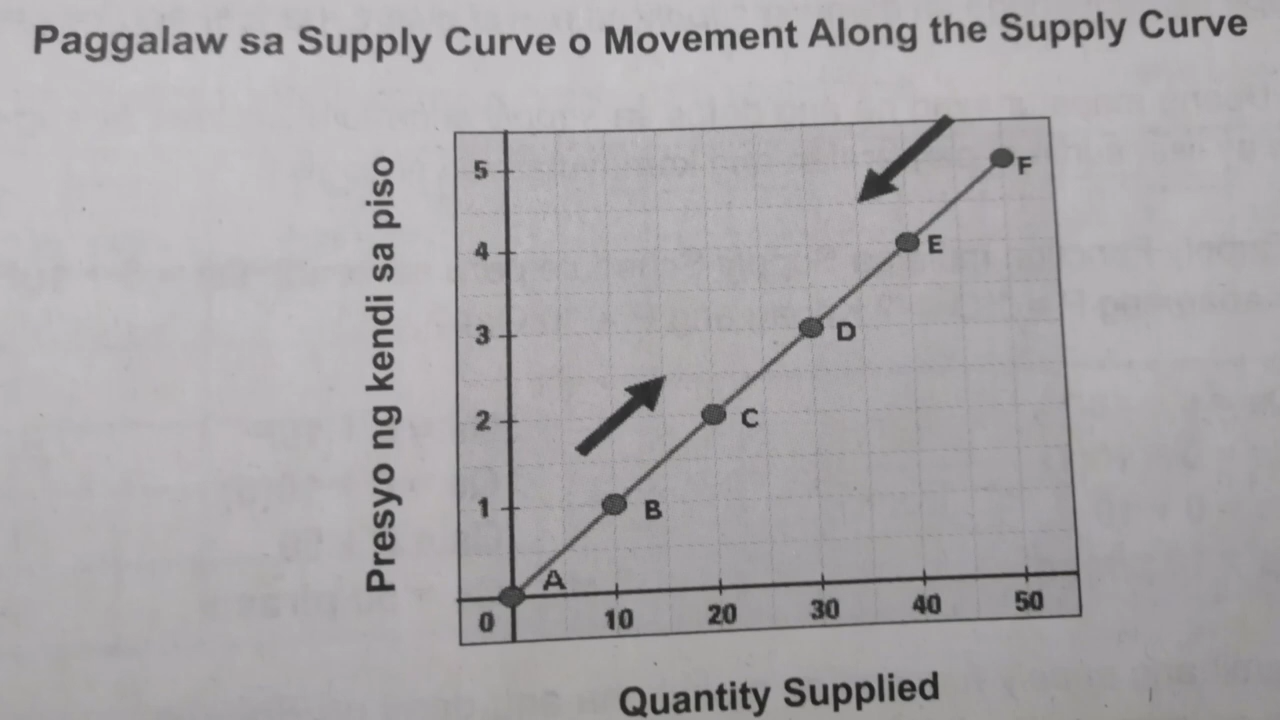 Paggalaw sa Supply Curve o Movement Along the Supply Curve
Presyo ng kendi sa piso
5
F
4
E
3
D
2
C
1
B
A
0
10
20
30
40
50
Quantity Supplied